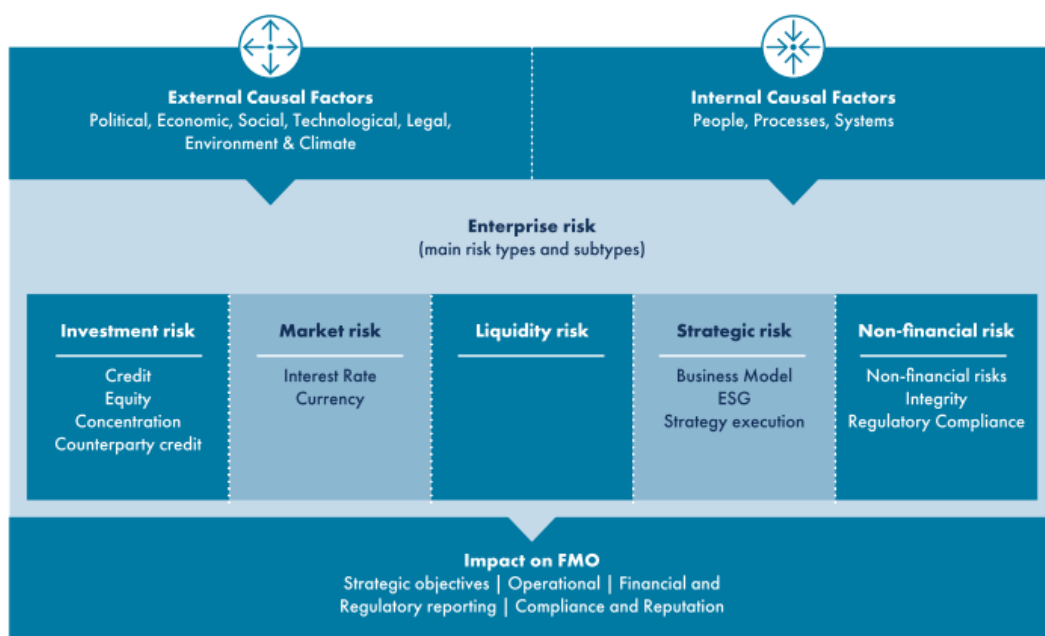 External Causal Factors
Political, Economic, Social, Technological, Legal,
Environment & Climate
Internal Causal Factors
People, Processes, Systems
Enterprise risk
(main risk types and subtypes)
Investment risk
Credit
Equity
Concentration
Counterparty credit
Market risk
Interest Rate
Currency
Liquidity risk
Strategic risk
Business Model
ESG
Strategy execution
Non-financial risk
Non-financial risks
Integrity
Regulatory Compliance
Impact on FMO
Strategic objectives | Operational | Financial and
Regulatory reporting | Compliance and Reputation